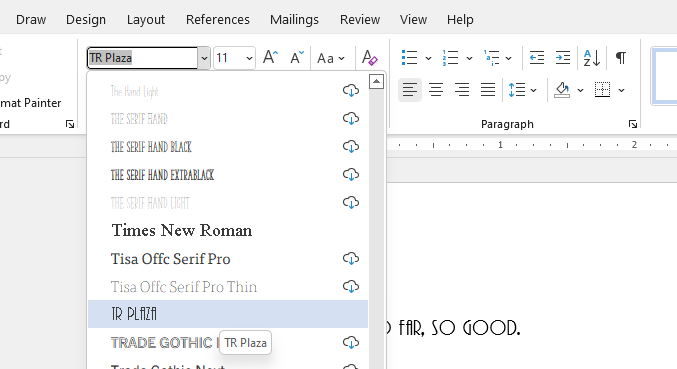 Draw Design Layout References Mailings Review View Help
TR Plaza 11 Aa
The Hand Light
THE SERIF HAND
mat Painter
THE SERIF HAND BLACK
rd Paragraph
THE SERIF HAND EXTRABLACK
1 2
THE SERIF HAND LIGHT
Times New Roman
Tisa Offc Serif Pro
Tisa Offc Serif Pro Thin
TR PLAZA
FAR, SO GOOD.
TRADE GOTHIC
TR Plaza
Trade Gothic Next